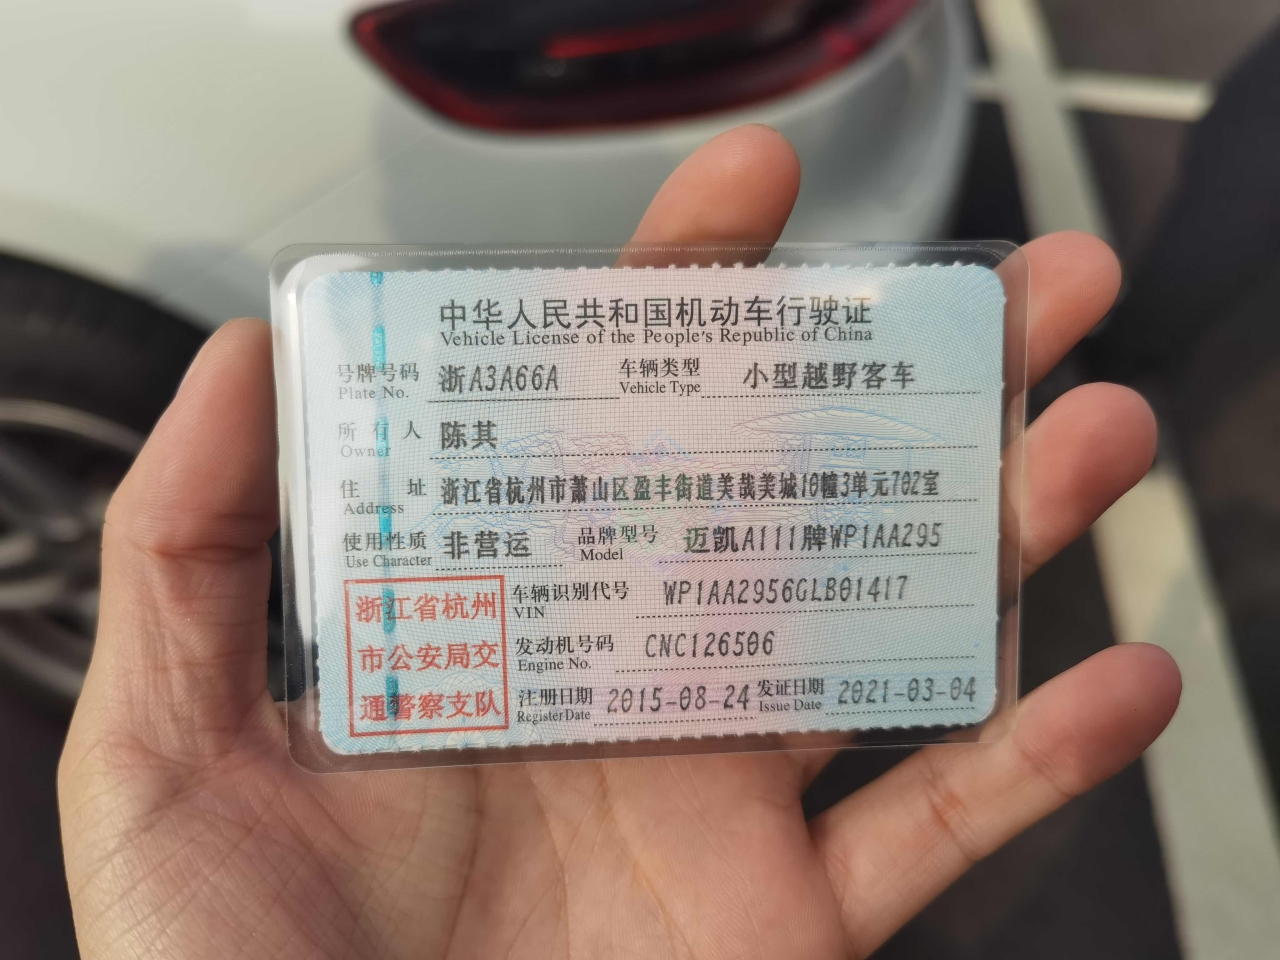 中华人民共和国机动车行驶证
Vehicle License of the People's Republic of China
号牌号码 浙A3A66A 车辆类型 小型越野客车
Plate No. Vehicle Type
所有人 陈其
Owner
住址 浙江省杭州市萧山区盈丰街道美哉美城10幢3单元702室
Address
使用性质 非营运 品牌型号 迈凯A111牌WP1AA295
Use Character Model
浙江省杭州 车辆识别代号 WP1AA2956GLB01417
VIN
市公安局交 发动机号码 CNC126506
Engine No.
通警察支队 注册日期 2015-08-24 发证日期 2021-03-04
Register Date Issue Date